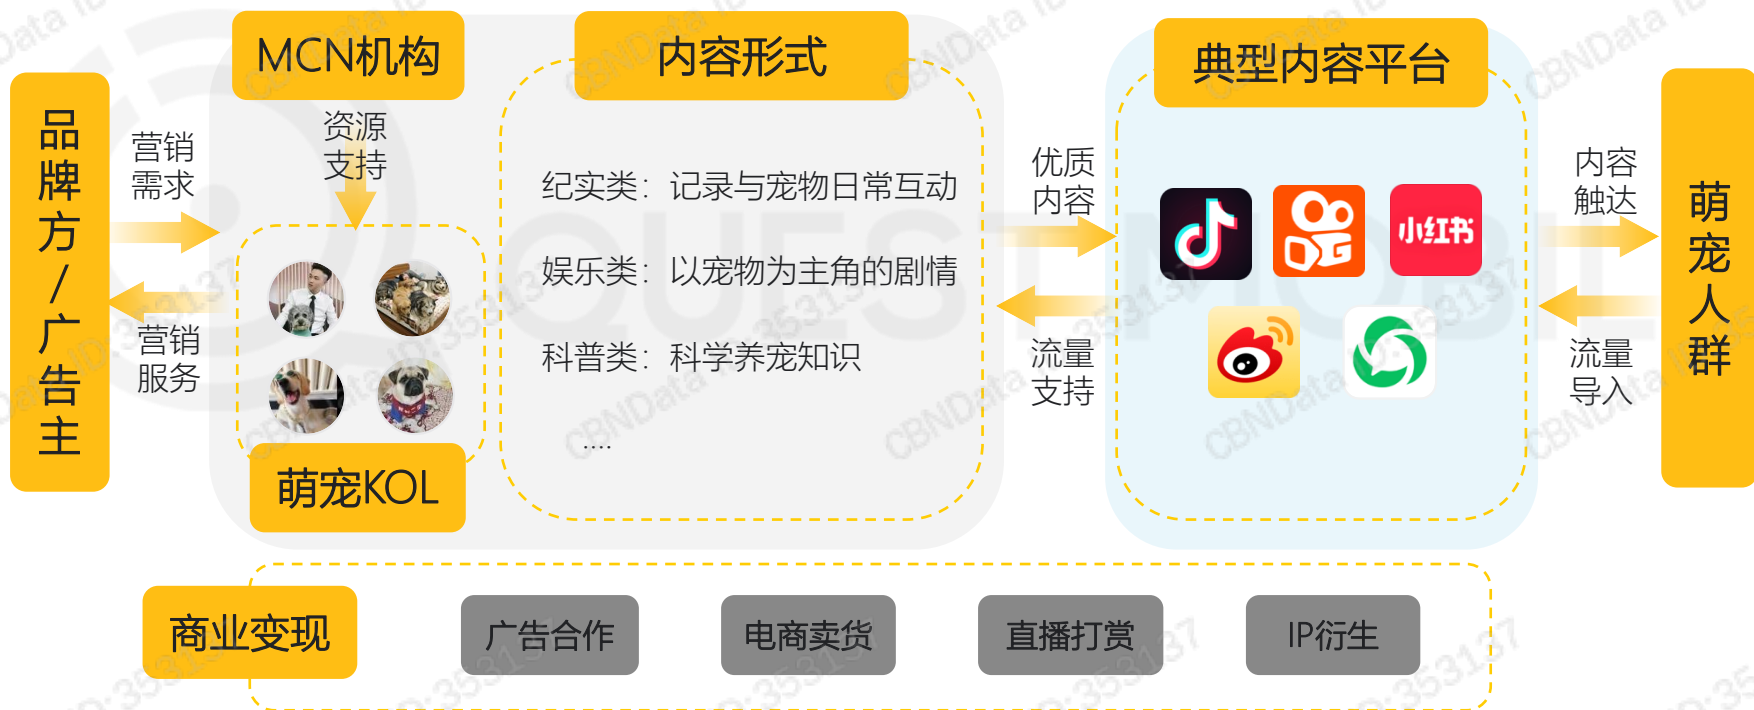 品牌方/广告主
营销
需求
营销
服务
MCN机构
资源
支持
萌宠KOL
内容形式
纪实类：记录与宠物日常互动
娱乐类：以宠物为主角的剧情
科普类：科学养宠知识
....
优质
内容
流量
支持
典型内容平台
小红书
内容
触达
流量
导入
萌宠人群
商业变现
广告合作
电商卖货
直播打赏
IP衍生
QUEST MOBILE
CBNData ID:353137